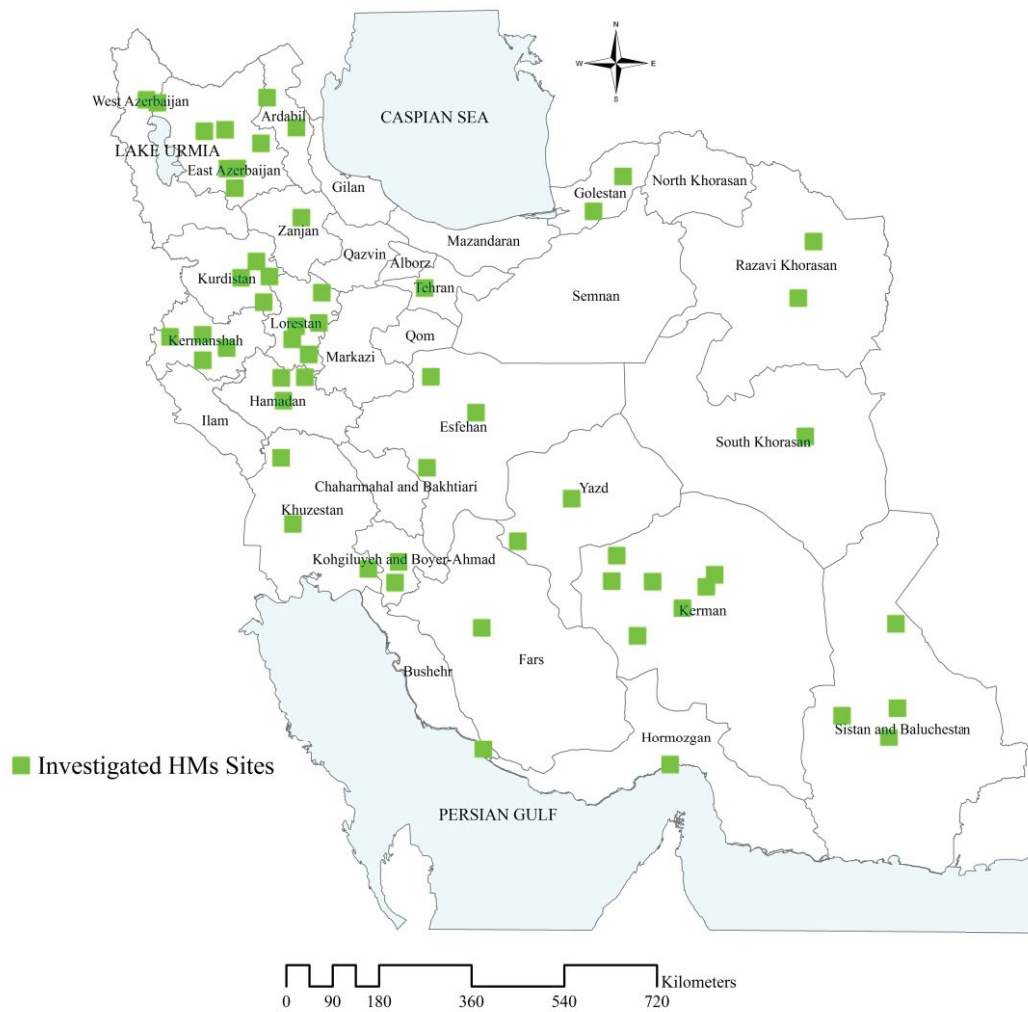 N
W E
S
West Azerbaijan
Ardabil
CASPIAN SEA
LAKE URMIA
East Azerbaijan
Gilan
Golestan
North Khorasan
Zanjan
Mazandaran
Qazvin
Alborz
Razavi Khorasan
Kurdistan
Tehran
Semnan
Lorestan
Kermanshah
Qom
Markazi
Hamadan
Ilam
Esfehan
South Khorasan
Chaharmahal and Bakhtiari
Yazd
Khuzestan
Kohgiluyeh and Boyer-Ahmad
Kerman
Fars
Bushehr
Sistan and Baluchestan
Hormozgan
Investigated HMs Sites
PERSIAN GULF
Kilometers
0 90 180 360 540 720